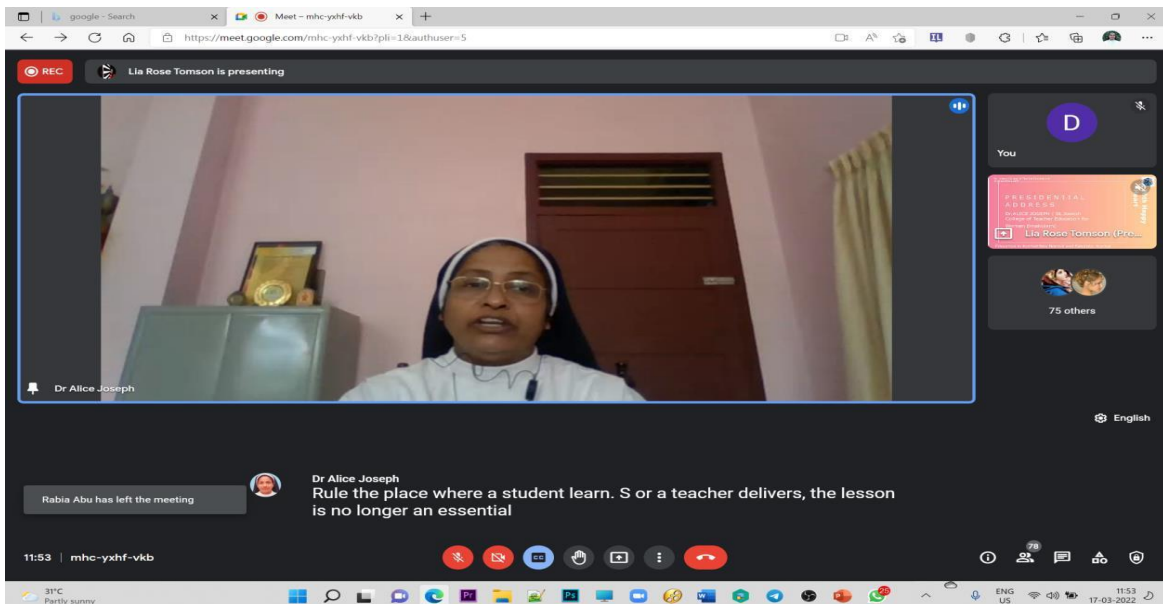 google - Search
Meet – mhc-yxhf-vkb
https://meet.google.com/mhc-yxhf-vkb?pli=1&authuser=5
REC
Lia Rose Tomson is presenting
D
You
PRESIDENTIAL
ADDRESS
Lia Rose Tomson (Pre...
75 others
Dr Alice Joseph
English
Dr Alice Joseph
Rule the place where a student learn. S or a teacher delivers, the lesson
is no longer an essential
Rabia Abu has left the meeting
11:53 | mhc-yxhf-vkb
78
31°C
Partly sunny
ENG
US
11:53
17-03-2022